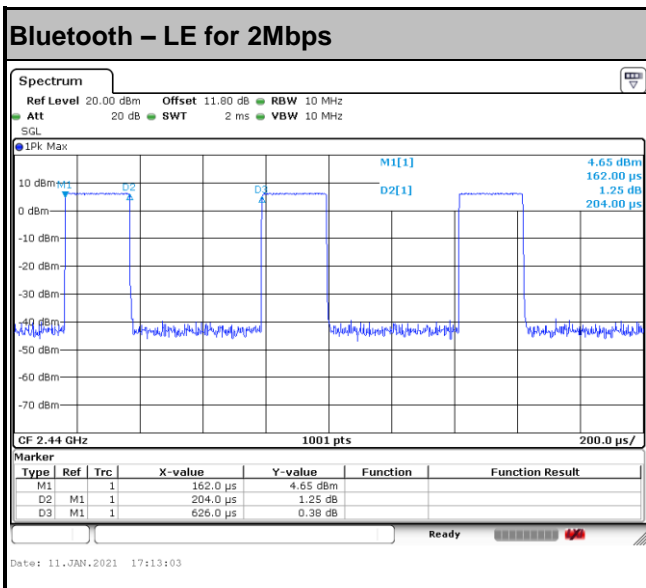 Bluetooth – LE for 2Mbps
Spectrum
Ref Level 20.00 dBm Offset 11.80 dB RBW 10 MHz
Att 20 dB SWT 2 ms VBW 10 MHz
SGL
1Pk Max
M1[1] 4.65 dBm
162.00 µs
D2[1] 1.25 dB
204.00 µs
10 dBm
M1 D2 D3
0 dBm
-10 dBm
-20 dBm
-30 dBm
-40 dBm
-50 dBm
-60 dBm
-70 dBm
CF 2.44 GHz 1001 pts 200.0 µs/
Marker
Type Ref Trc X-value Y-value Function Function Result
M1 1 162.0 µs 4.65 dBm
D2 M1 1 204.0 µs 1.25 dB
D3 M1 1 626.0 µs 0.38 dB
Ready
Date: 11.JAN.2021 17:13:03